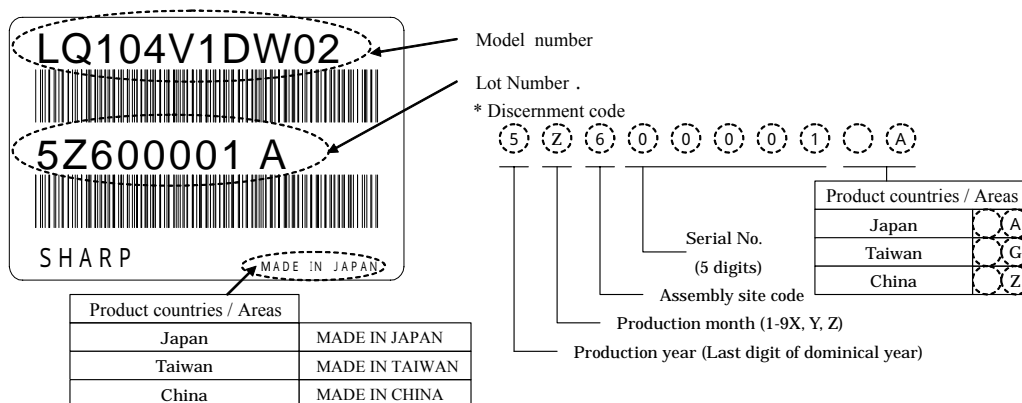 LQ104V1DW02
5Z600001 A
SHARP
MADE IN JAPAN
Product countries / Areas
Japan MADE IN JAPAN
Taiwan MADE IN TAIWAN
China MADE IN CHINA
Model number
Lot Number .
* Discernment code
5 Z 6 0 0 0 0 1 A
Product countries / Areas
Japan A
Taiwan G
China Z
Serial No.
(5 digits)
Assembly site code
Production month (1-9X, Y, Z)
Production year (Last digit of dominical year)